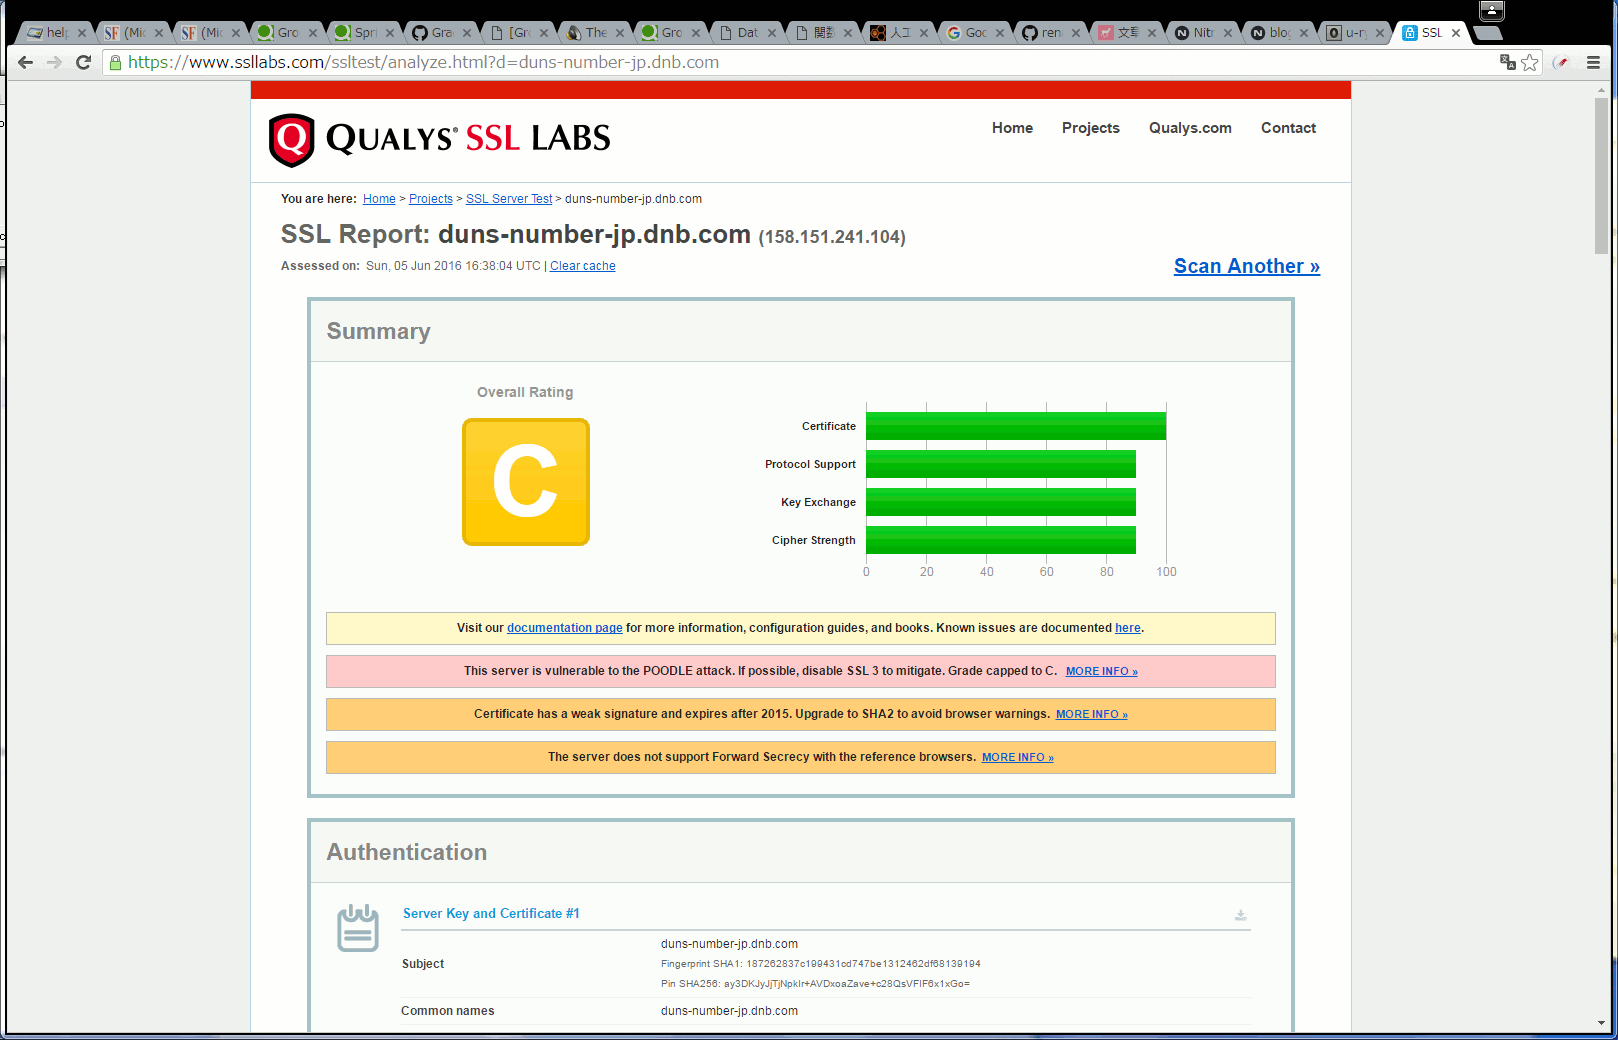 help
(Mic
(Mic
Gro
Spri
Gra
[Gro
The
Gro
Dat
関数
人工
Goo
ren
文章
Nitr
blog
u-ry
SSL
https://www.ssllabs.com/ssltest/analyze.html?d=duns-number-jp.dnb.com
QUALYS® SSL LABS
Home Projects Qualys.com Contact
You are here: Home > Projects > SSL Server Test > duns-number-jp.dnb.com
SSL Report: duns-number-jp.dnb.com (158.151.241.104)
Assessed on: Sun, 05 Jun 2016 16:38:04 UTC | Clear cache
Scan Another »
Summary
Overall Rating
C
Certificate
Protocol Support
Key Exchange
Cipher Strength
0 20 40 60 80 100
Visit our documentation page for more information, configuration guides, and books. Known issues are documented here.
This server is vulnerable to the POODLE attack. If possible, disable SSL 3 to mitigate. Grade capped to C. MORE INFO »
Certificate has a weak signature and expires after 2015. Upgrade to SHA2 to avoid browser warnings. MORE INFO »
The server does not support Forward Secrecy with the reference browsers. MORE INFO »
Authentication
Server Key and Certificate #1
Subject
duns-number-jp.dnb.com
Fingerprint SHA1: 187262837c199431cd747be1312462df68139194
Pin SHA256: ay3DKJyJjTjNpklr+AVDxoaZave+c28QsVFIF6x1xGo=
Common names duns-number-jp.dnb.com